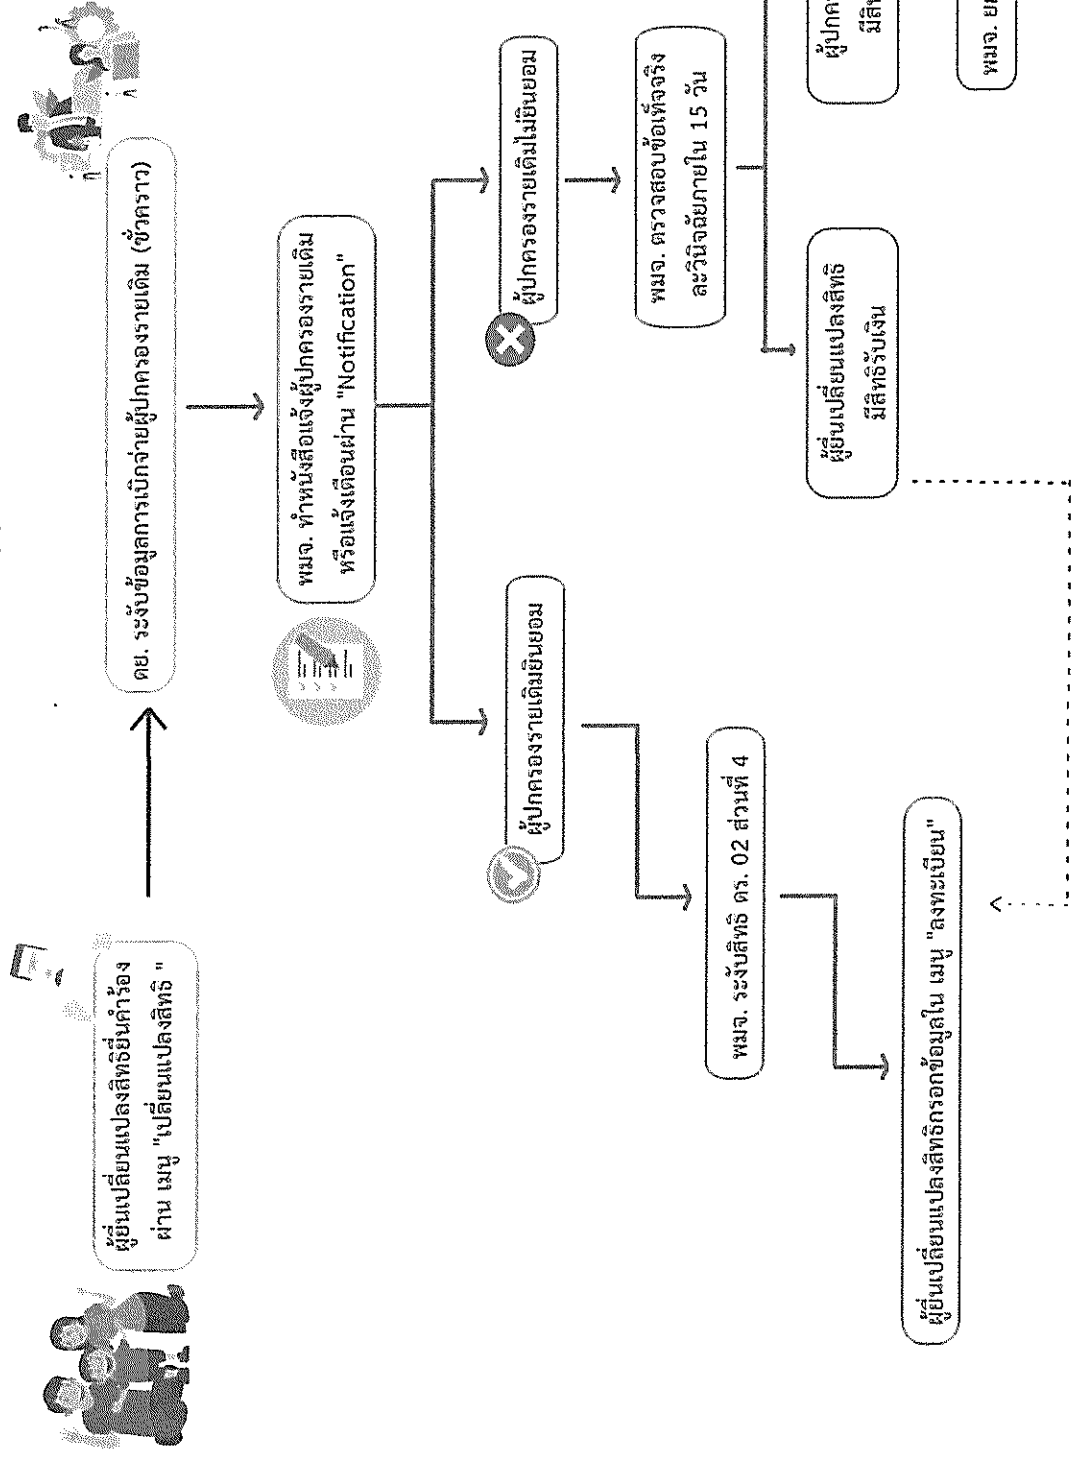 ผู้ยื่นเปลี่ยนแปลงสิทธิยื่นคำร้อง
ผ่าน เมนู "เปลี่ยนแปลงสิทธิ "
ดย. ระงับข้อมูลการเบิกจ่ายผู้ปกครองรายเดิม (ชั่วคราว)
พมจ. ทำหนังสือแจ้งผู้ปกครองรายเดิม
หรือแจ้งเตือนผ่าน "Notification"
ผู้ปกครองรายเดิมยินยอม
ผู้ปกครองรายเดิมไม่ยินยอม
พมจ. ระงับสิทธิ ดร. 02 ส่วนที่ 4
พมจ. ตรวจสอบข้อเท็จจริง
ละวินิจฉัยภายใน 15 วัน
ผู้ยื่นเปลี่ยนแปลงสิทธิ
มีสิทธิรับเงิน
ผู้ยื่นเปลี่ยนแปลงสิทธิกรอกข้อมูลใน เมนู "ลงทะเบียน"
พมจ.